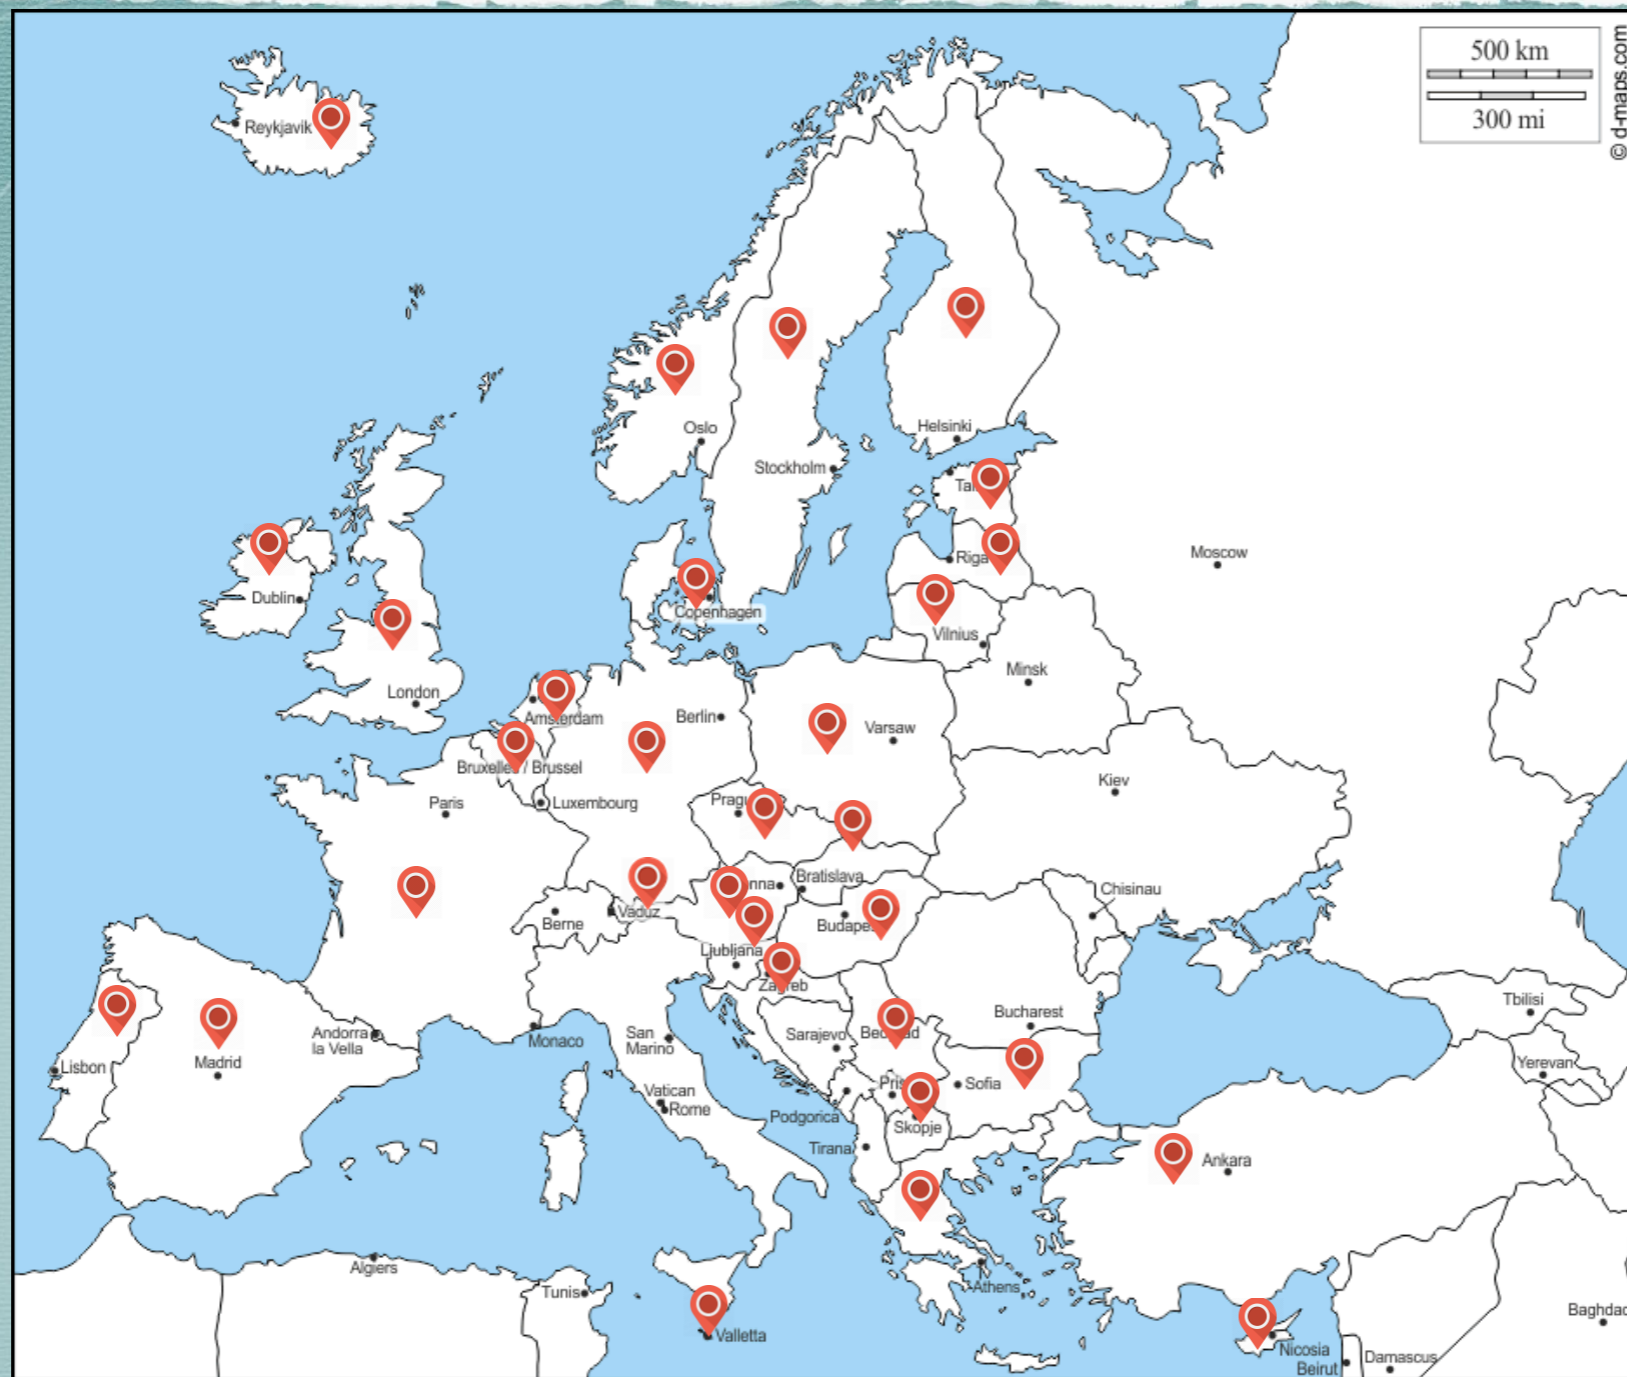 500 km
300 mi
© d-maps.com
Reykjavik
Oslo
Helsinki
Stockholm
Riga
Moscow
Dublin
Copenhagen
Vilnius
Minsk
London
Amsterdam
Berlin
Varsaw
Bruxelles / Brussel
Kiev
Paris
Luxembourg
Bratislava
Chisinau
Vaduz
Berne
Ljubljana
Zagreb
Tbilisi
Bucharest
Andorra
la Vella
San
Marino
Sarajevo
Monaco
Madrid
Lisbon
Yerevan
Sofia
Vatican
Rome
Podgorica
Skopje
Tirana
Ankara
Algiers
Tunis
Athens
Valletta
Nicosia
Beirut
Damascus